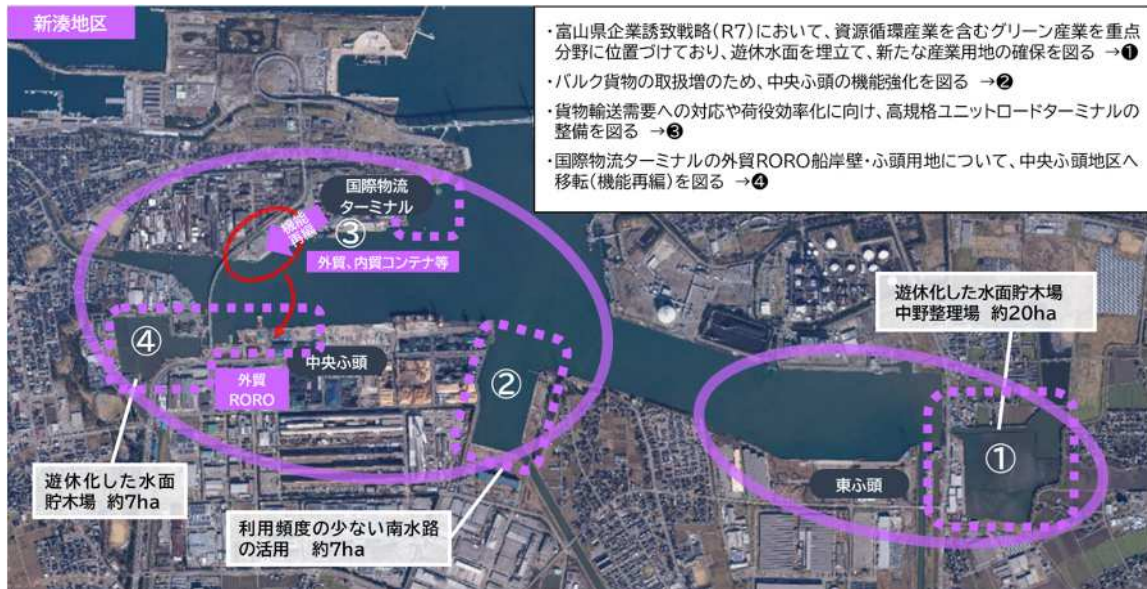 新湊地区
・富山県企業誘致戦略(R7)において、資源循環産業を含むグリーン産業を重点
分野に位置づけており、遊休水面を埋立て、新たな産業用地の確保を図る →❶
・バルク貨物の取扱増のため、中央ふ頭の機能強化を図る →❷
・貨物輸送需要への対応や荷役効率化に向け、高規格ユニットロードターミナルの
整備を図る →❸
・国際物流ターミナルの外貿RORO船岸壁・ふ頭用地について、中央ふ頭地区へ
移転(機能再編)を図る →❹
国際物流
ターミナル
機能
再編
③
外貿、内貿コンテナ等
遊休化した水面貯木場
中野整理場 約20ha
④
中央ふ頭
外貿
RORO
②
①
東ふ頭
遊休化した水面
貯木場 約7ha
利用頻度の少ない南水路
の活用 約7ha